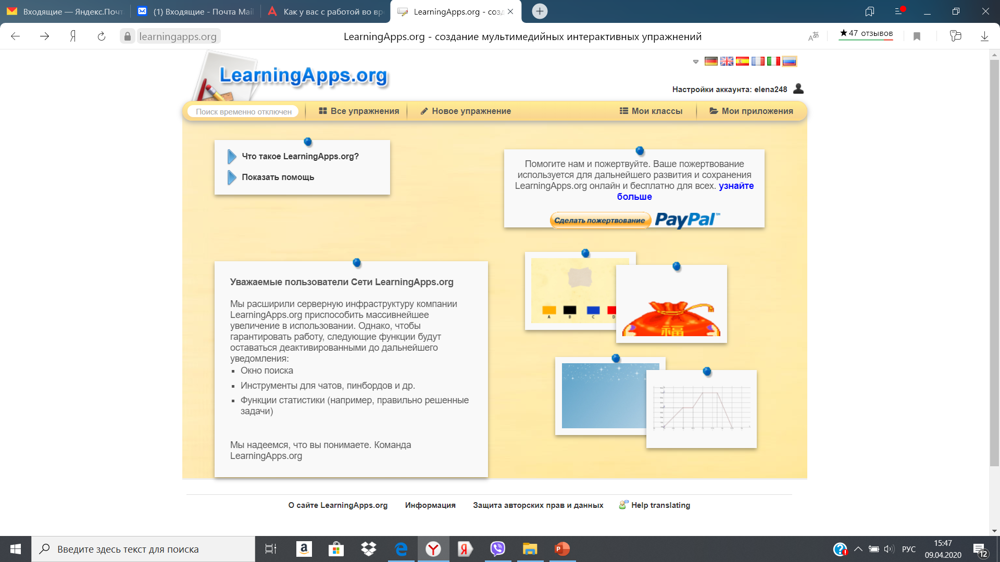 Входящие — Яндекс.Почт
(1) Входящие - Почта Mail
Как у вас с работой во вр
LearningApps.org - созд
learningapps.org
LearningApps.org - создание мультимедийных интерактивных упражнений
★47 отзывов
LearningApps.org
Настройки аккаунта: elena248
Поиск временно отключен
Все упражнения
Новое упражнение
Мои классы
Мои приложения
Что такое LearningApps.org?
Показать помощь
Помогите нам и пожертвуйте. Ваше пожертвование
используется для дальнейшего развития и сохранения
LearningApps.org онлайн и бесплатно для всех. узнайте
больше
Сделать пожертвование
PayPal™
Уважаемые пользователи Сети LearningApps.org
Мы расширили серверную инфраструктуру компании
LearningApps.org приспособить массивнейшее
увеличение в использовании. Однако, чтобы
гарантировать работу, следующие функции будут
оставаться деактивированными до дальнейшего
уведомления:
Окно поиска
Инструменты для чатов, пинбордов и др.
Функции статистики (например, правильно решенные
задачи)
Мы надеемся, что вы понимаете. Команда
LearningApps.org
A B C D
福
О сайте LearningApps.org
Информация
Защита авторских прав и данных
Help translating
Введите здесь текст для поиска
РУС
15:47
09.04.2020
12